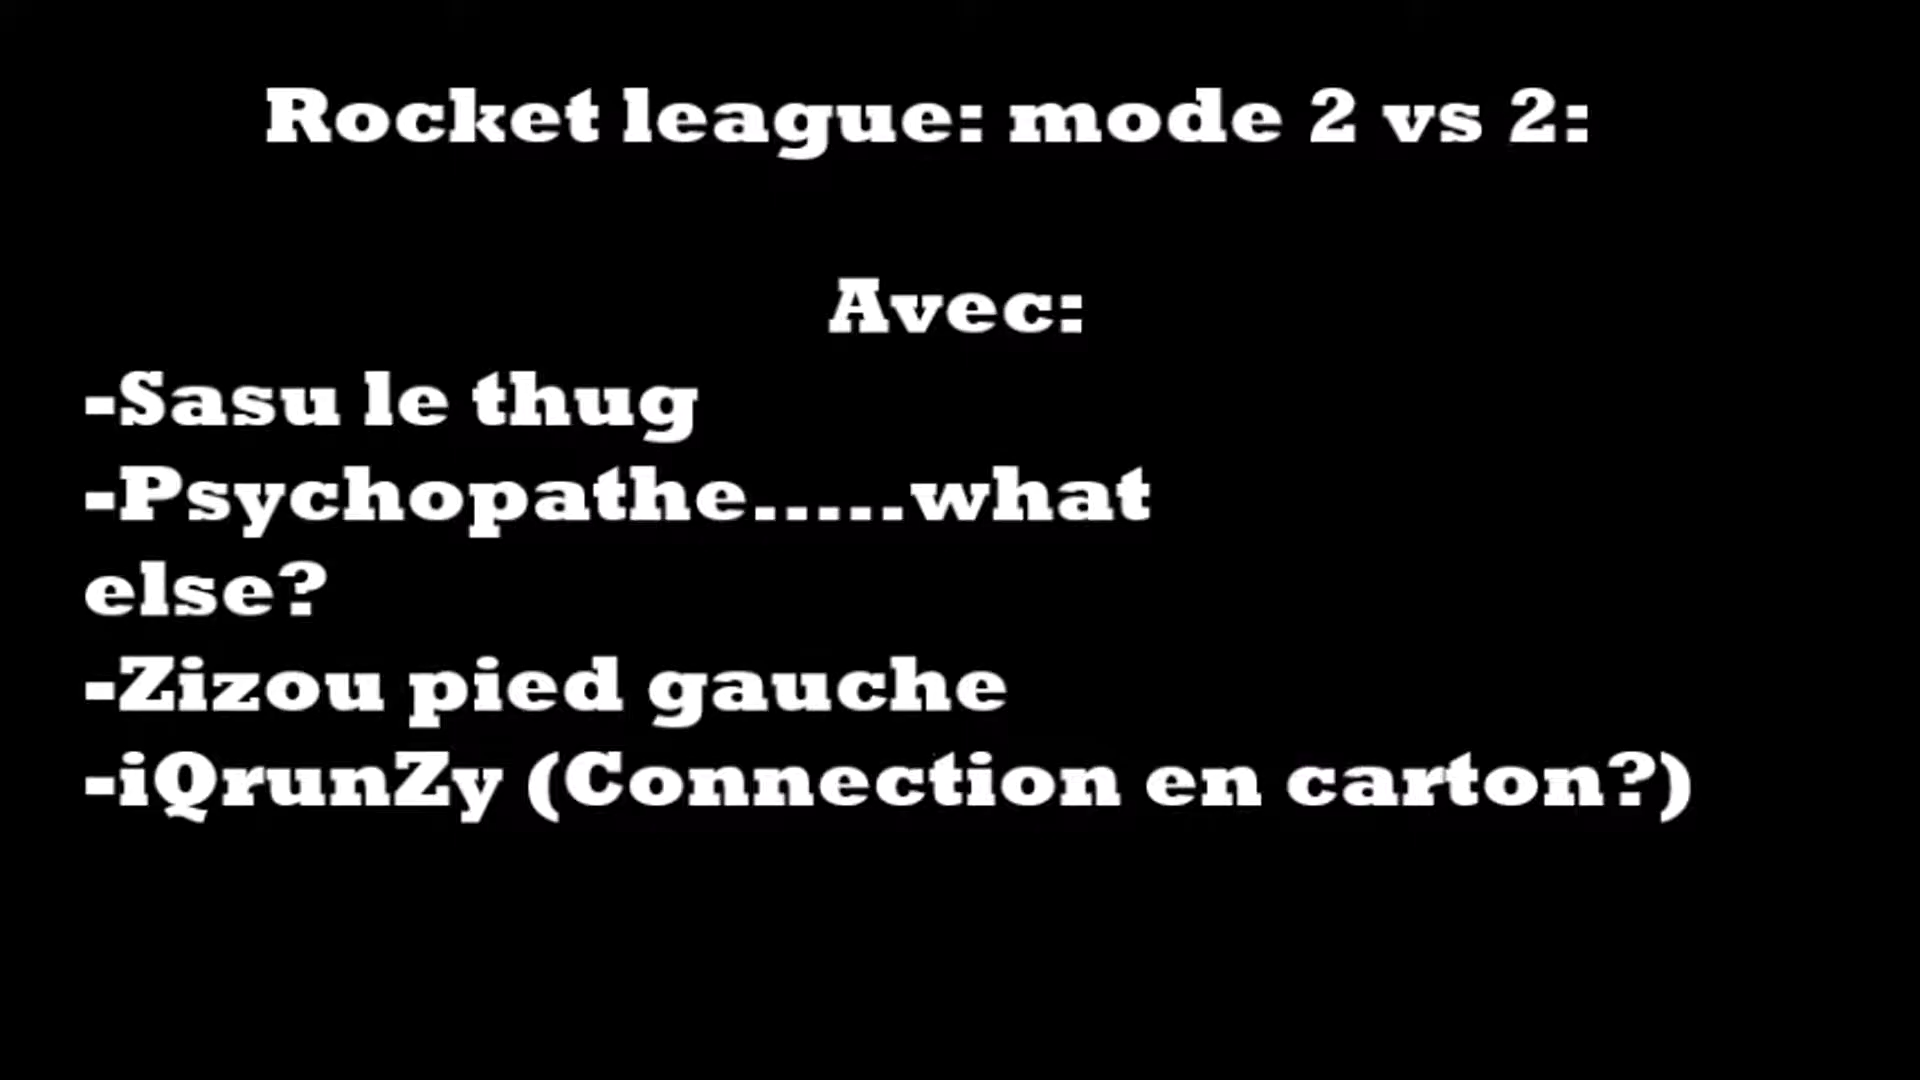 Rocket league: mode 2 vs 2:
Avec:
-Sasu le thug
-Psychopathe.....what
else?
-Zizou pied gauche
-iQrunZy (Connection en carton?)